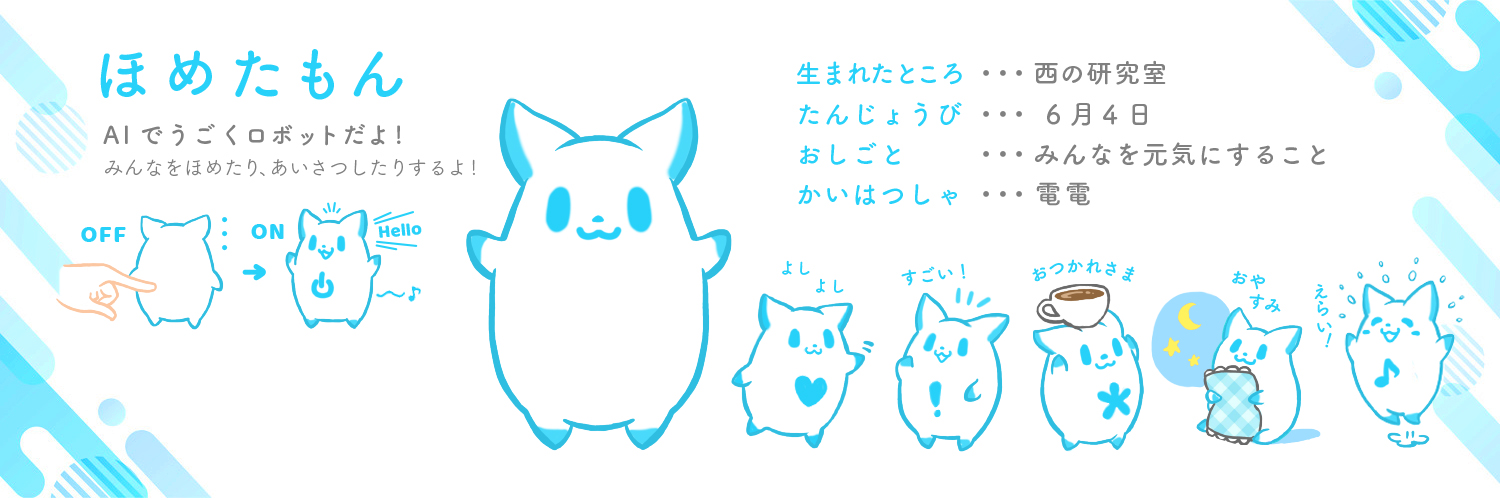 ほめたもん
AIでうごくロボットだよ！
みんなをほめたり、あいさつしたりするよ！
OFF
ON
Hello
生まれたところ ・・・ 西の研究室
たんじょうび ・・・ 6月4日
おしごと ・・・ みんなを元気にすること
かいはつしゃ ・・・ 電電
よし
よし
すごい！
おつかれさま
おや
すみ
えらい！